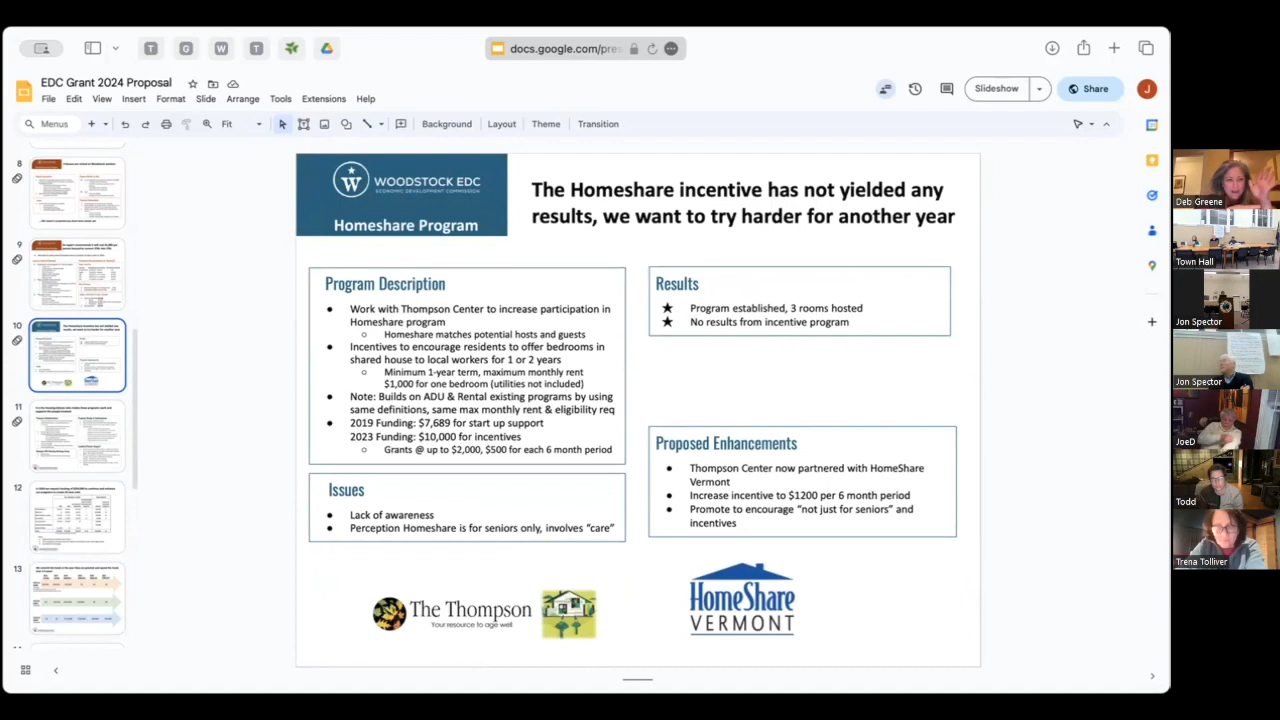 T
G
W
T
docs.google.com/pres
EDC Grant 2024 Proposal
File Edit View Insert Format Slide Arrange Tools Extensions Help
Slideshow
Share
J
Menus
Fit
Background
Layout
Theme
Transition
8
9
10
11
12
13
W
WOODSTOCK EDC
ECONOMIC DEVELOPMENT COMMISSION
Homeshare Program
The Homeshare incentive has not yielded any
results, we want to try harder for another year
Program Description
● Work with Thompson Center to increase participation in
Homeshare program
○ Homeshare matches potential hosts and guests
● Incentives to encourage residents to offer bedrooms in
shared house to local workers for 1 or 2 years
○ Minimum 1-year term, maximum monthly rent
$1,000 for one bedroom (utilities not included)
● Note: Builds on ADU & Rental existing programs by using
same definitions, same max monthly rent & eligibility req
● 2019 Funding: $7,689 for start up support
2023 Funding: $10,000 for incentives
Grants @ up to $2,000, $500 for each 6 month period
Issues
Lack of awareness
Perception Homeshare is for seniors only, involves “care”
Results
★ Program established, 3 rooms hosted
★ No results from incentive program
Proposed Enhancements
● Thompson Center now partnered with HomeShare
Vermont
● Increase incentive to $1200 per 6 month period
● Promote to encourage “not just for seniors” and
incentives
The Thompson
Your resource to age well
HomeShare
VERMONT
Deb Greene
Town Hall
Jon Spector
Jon Spector
JoeD
Todd
Trena Tolliver